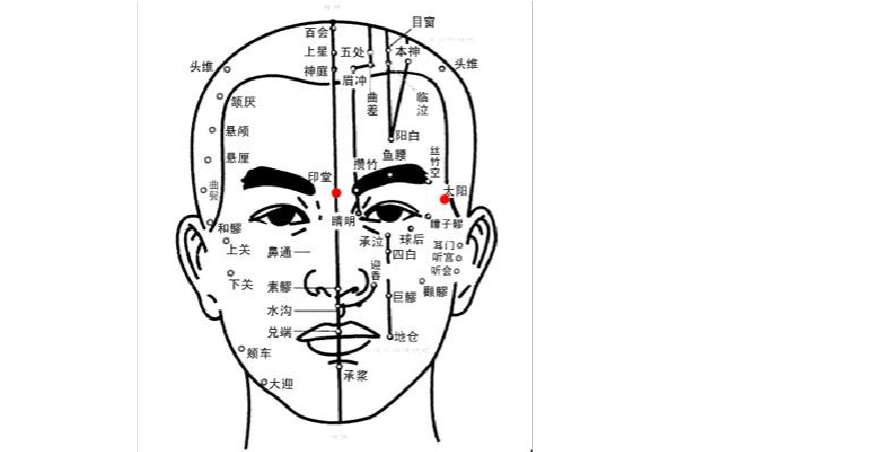 目窗
百会
上星 五处 本神
头维 头维
神庭
眉冲
曲差
临泣
颔厌
悬颅
阳白
鱼腰
丝竹空
悬厘
攒竹
印堂
曲鬓
太阳
睛明
瞳子髎
和髎
承泣 球后
耳门
上关
鼻通
四白
听宫
迎香
听会
下关
素髎
巨髎
颧髎
水沟
兑端
地仓
颊车
承浆
大迎